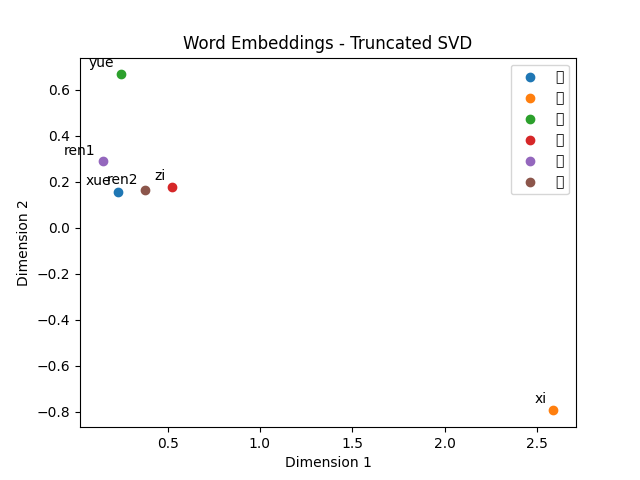 Word Embeddings - Truncated SVD
yue
ren1
xue
ren2
zi
xi
0.6
0.4
0.2
0.0
−0.2
−0.4
−0.6
−0.8
0.5
1.0
1.5
2.0
2.5
Dimension 1
Dimension 2